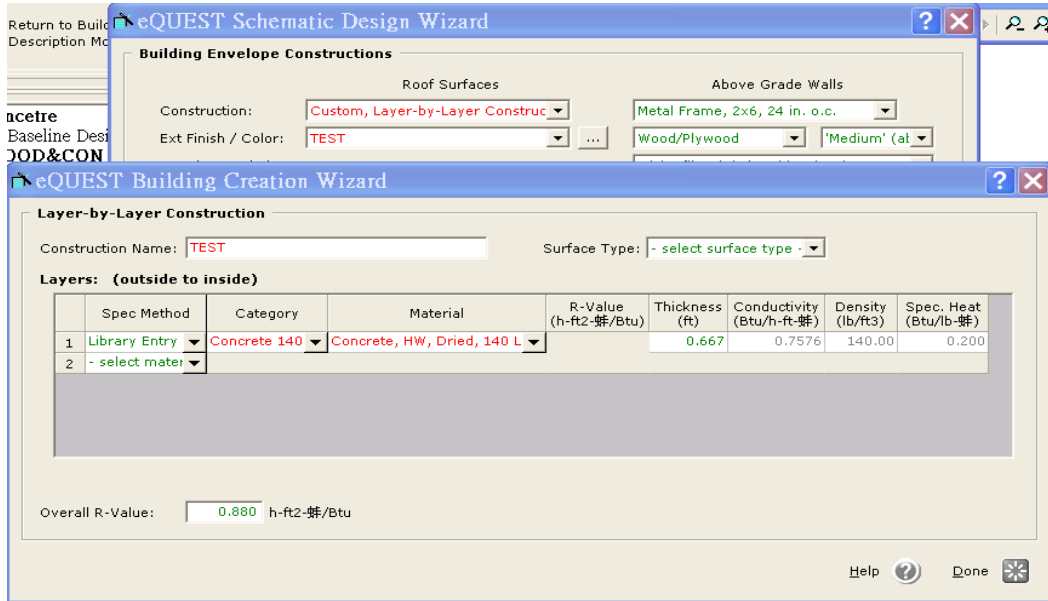 Return to Build
Description Mo
eQUEST Schematic Design Wizard
Building Envelope Constructions
Roof Surfaces Above Grade Walls
Construction: Custom, Layer-by-Layer Construc Metal Frame, 2x6, 24 in. o.c.
Ext Finish / Color: TEST ... Wood/Plywood 'Medium' (ab
ncetre
Baseline Desi
OOD&CON
eQUEST Building Creation Wizard
Layer-by-Layer Construction
Construction Name: TEST Surface Type: - select surface type -
Layers: (outside to inside)
Spec Method Category Material R-Value (h-ft2-蚌/Btu) Thickness (ft) Conductivity (Btu/h-ft-蚌) Density (lb/ft3) Spec. Heat (Btu/lb-蚌)
1 Library Entry Concrete 140 Concrete, HW, Dried, 140 L 0.667 0.7576 140.00 0.200
2 - select mater
Overall R-Value: 0.880 h-ft2-蚌/Btu
Help Done